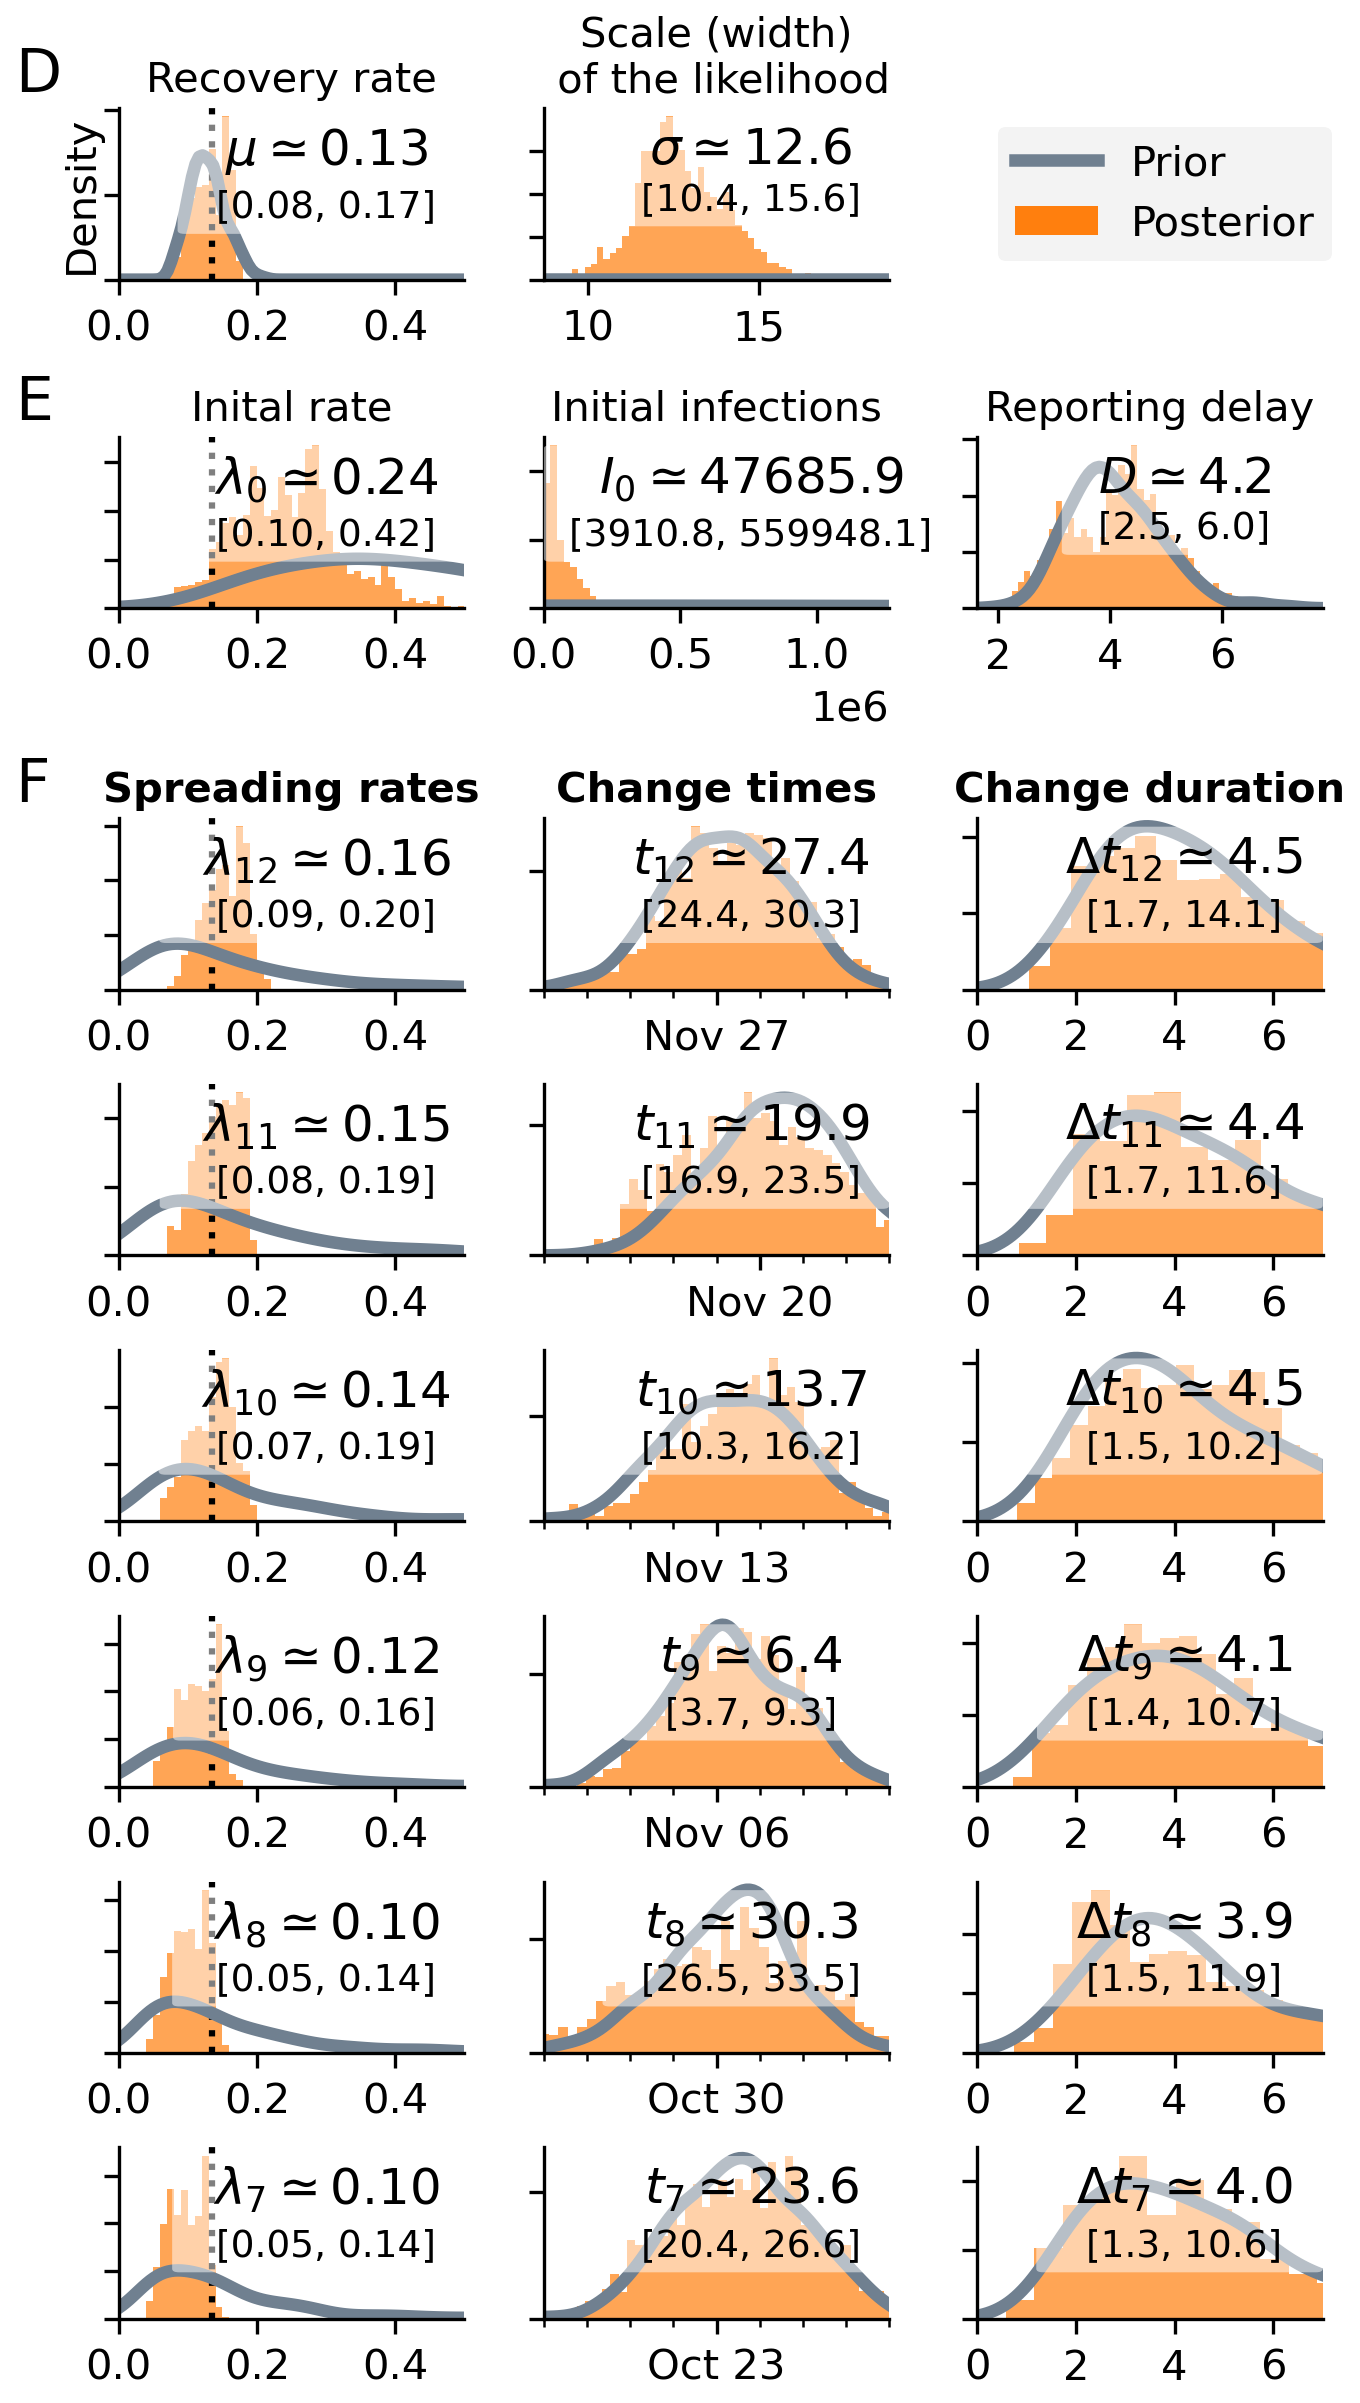 D
Recovery rate
Scale (width)
of the likelihood
Density
μ ≃ 0.13
[0.08, 0.17]
0.0 0.2 0.4
σ ≃ 12.6
[10.4, 15.6]
10 15
Prior
Posterior
E
Inital rate
Initial infections
Reporting delay
λ₀ ≃ 0.24
[0.10, 0.42]
0.0 0.2 0.4
I₀ ≃ 47685.9
[3910.8, 559948.1]
0.0 0.5 1.0
1e6
D ≃ 4.2
[2.5, 6.0]
2 4 6
F
Spreading rates
Change times
Change duration
λ₁₂ ≃ 0.16
[0.09, 0.20]
0.0 0.2 0.4
t₁₂ ≃ 27.4
[24.4, 30.3]
Nov 27
Δt₁₂ ≃ 4.5
[1.7, 14.1]
0 2 4 6
λ₁₁ ≃ 0.15
[0.08, 0.19]
0.0 0.2 0.4
t₁₁ ≃ 19.9
[16.9, 23.5]
Nov 20
Δt₁₁ ≃ 4.4
[1.7, 11.6]
0 2 4 6
λ₁₀ ≃ 0.14
[0.07, 0.19]
0.0 0.2 0.4
t₁₀ ≃ 13.7
[10.3, 16.2]
Nov 13
Δt₁₀ ≃ 4.5
[1.5, 10.2]
0 2 4 6
λ₉ ≃ 0.12
[0.06, 0.16]
0.0 0.2 0.4
t₉ ≃ 6.4
[3.7, 9.3]
Nov 06
Δt₉ ≃ 4.1
[1.4, 10.7]
0 2 4 6
λ₈ ≃ 0.10
[0.05, 0.14]
0.0 0.2 0.4
t₈ ≃ 30.3
[26.5, 33.5]
Oct 30
Δt₈ ≃ 3.9
[1.5, 11.9]
0 2 4 6
λ₇ ≃ 0.10
[0.05, 0.14]
0.0 0.2 0.4
t₇ ≃ 23.6
[20.4, 26.6]
Oct 23
Δt₇ ≃ 4.0
[1.3, 10.6]
0 2 4 6